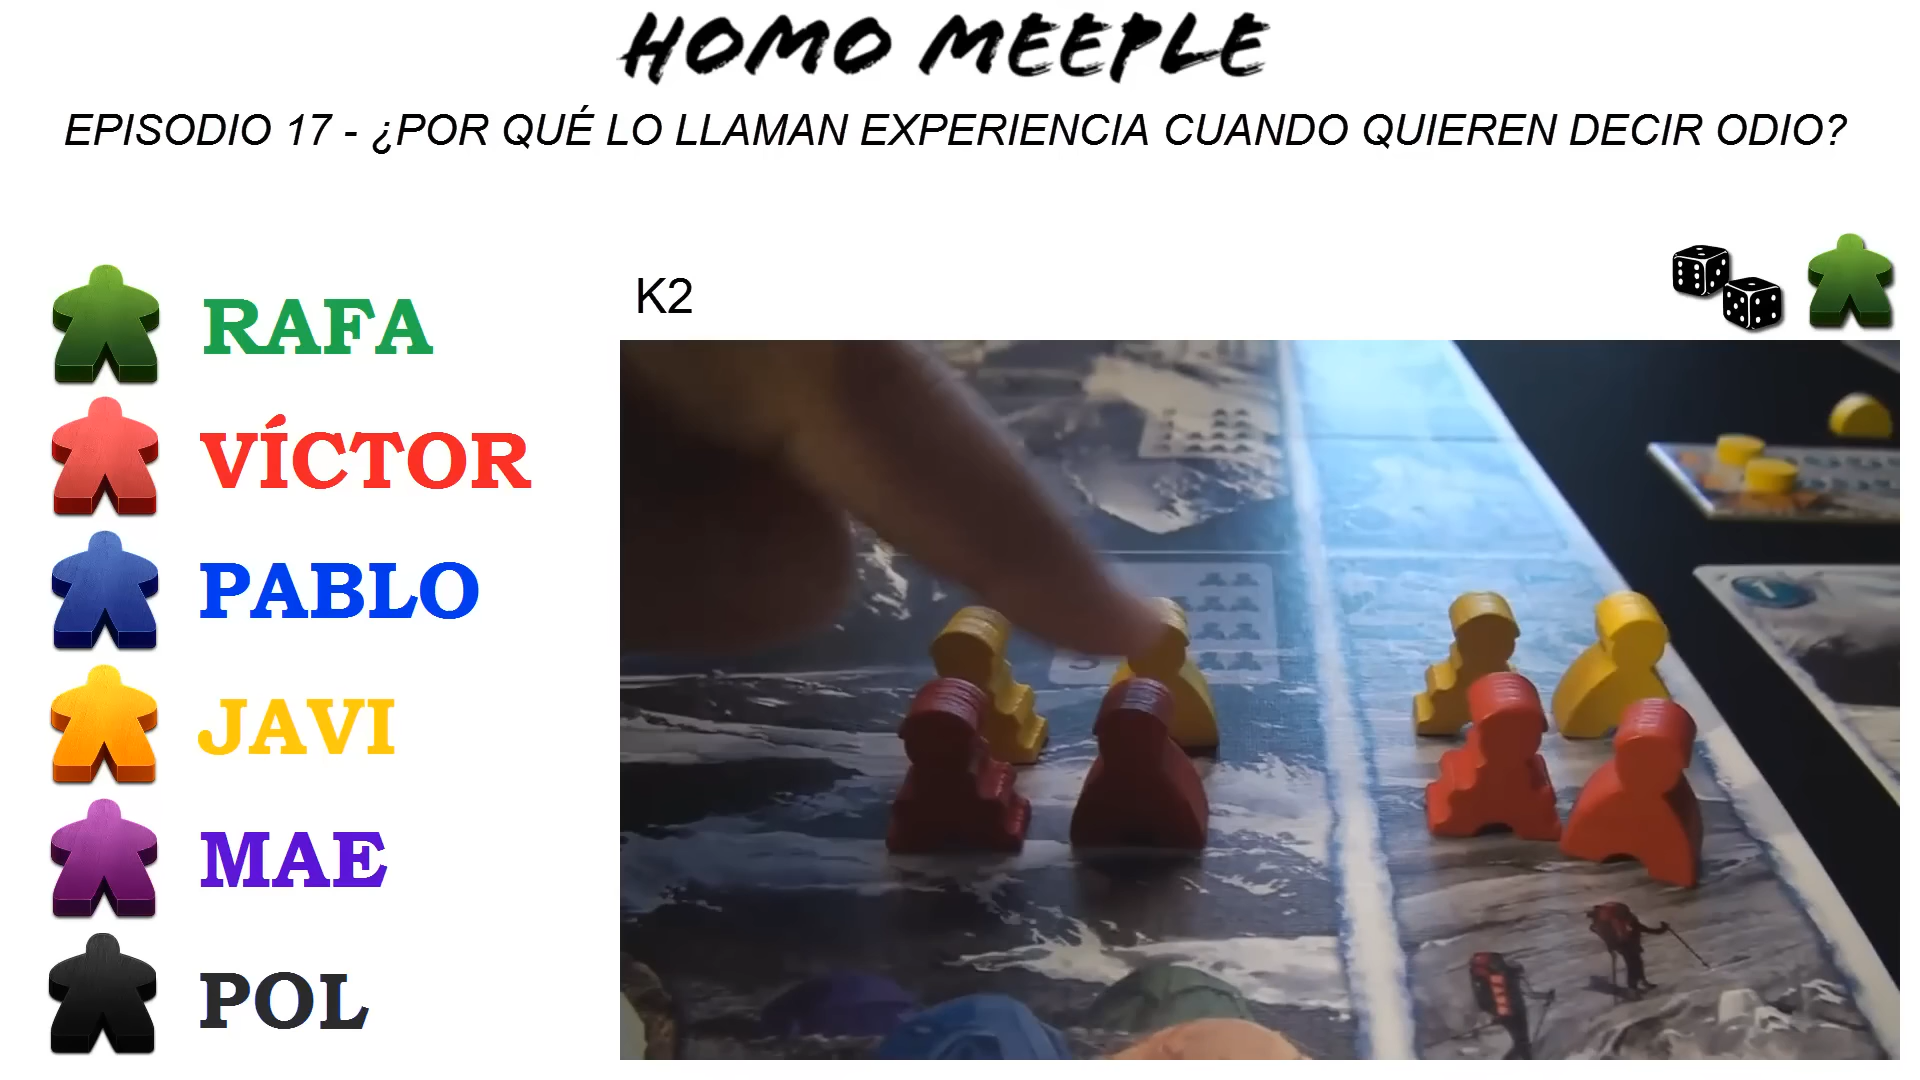 HOMO MEEPLE
EPISODIO 17 - ¿POR QUÉ LO LLAMAN EXPERIENCIA CUANDO QUIEREN DECIR ODIO?
K2
RAFA
VÍCTOR
PABLO
JAVI
MAE
POL
1